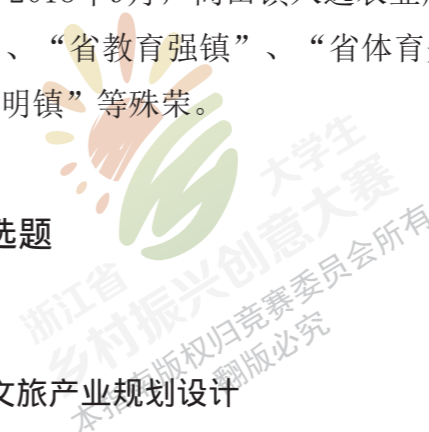 、“省教育强镇”、“省体育
明镇”等殊荣。
选题
文旅产业规划设计
浙江省
大学生
乡村振兴创意大赛
本指南版权归竞赛委员会所有
翻版必究